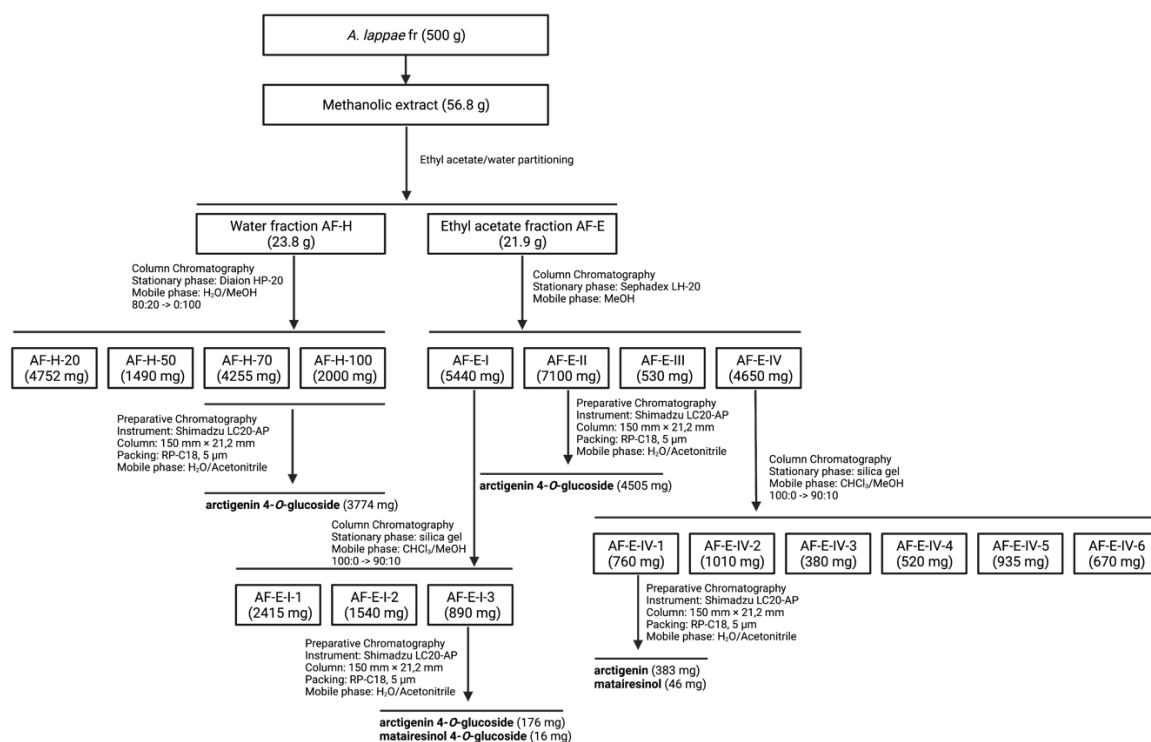 A. lappae fr (500 g)
Methanolic extract (56.8 g)
Ethyl acetate/water partitioning
Water fraction AF-H
(23.8 g)
Ethyl acetate fraction AF-E
(21.9 g)
Column Chromatography
Stationary phase: Diaion HP-20
Mobile phase: H₂O/MeOH
80:20 -> 0:100
Column Chromatography
Stationary phase: Sephadex LH-20
Mobile phase: MeOH
AF-H-20
(4752 mg)
AF-H-50
(1490 mg)
AF-H-70
(4255 mg)
AF-H-100
(2000 mg)
AF-E-I
(5440 mg)
AF-E-II
(7100 mg)
AF-E-III
(530 mg)
AF-E-IV
(4650 mg)
Preparative Chromatography
Instrument: Shimadzu LC20-AP
Column: 150 mm × 21,2 mm
Packing: RP-C18, 5 µm
Mobile phase: H₂O/Acetonitrile
Preparative Chromatography
Instrument: Shimadzu LC20-AP
Column: 150 mm × 21,2 mm
Packing: RP-C18, 5 µm
Mobile phase: H₂O/Acetonitrile
Column Chromatography
Stationary phase: silica gel
Mobile phase: CHCl₃/MeOH
100:0 -> 90:10
arctigenin 4-O-glucoside (3774 mg)
arctigenin 4-O-glucoside (4505 mg)
Column Chromatography
Stationary phase: silica gel
Mobile phase: CHCl₃/MeOH
100:0 -> 90:10
AF-E-IV-1
(760 mg)
AF-E-IV-2
(1010 mg)
AF-E-IV-3
(380 mg)
AF-E-IV-4
(520 mg)
AF-E-IV-5
(935 mg)
AF-E-IV-6
(670 mg)
AF-E-I-1
(2415 mg)
AF-E-I-2
(1540 mg)
AF-E-I-3
(890 mg)
Preparative Chromatography
Instrument: Shimadzu LC20-AP
Column: 150 mm × 21,2 mm
Packing: RP-C18, 5 µm
Mobile phase: H₂O/Acetonitrile
Preparative Chromatography
Instrument: Shimadzu LC20-AP
Column: 150 mm × 21,2 mm
Packing: RP-C18, 5 µm
Mobile phase: H₂O/Acetonitrile
arctigenin (383 mg)
matairesinol (46 mg)
arctigenin 4-O-glucoside (176 mg)
matairesinol 4-O-glucoside (16 mg)